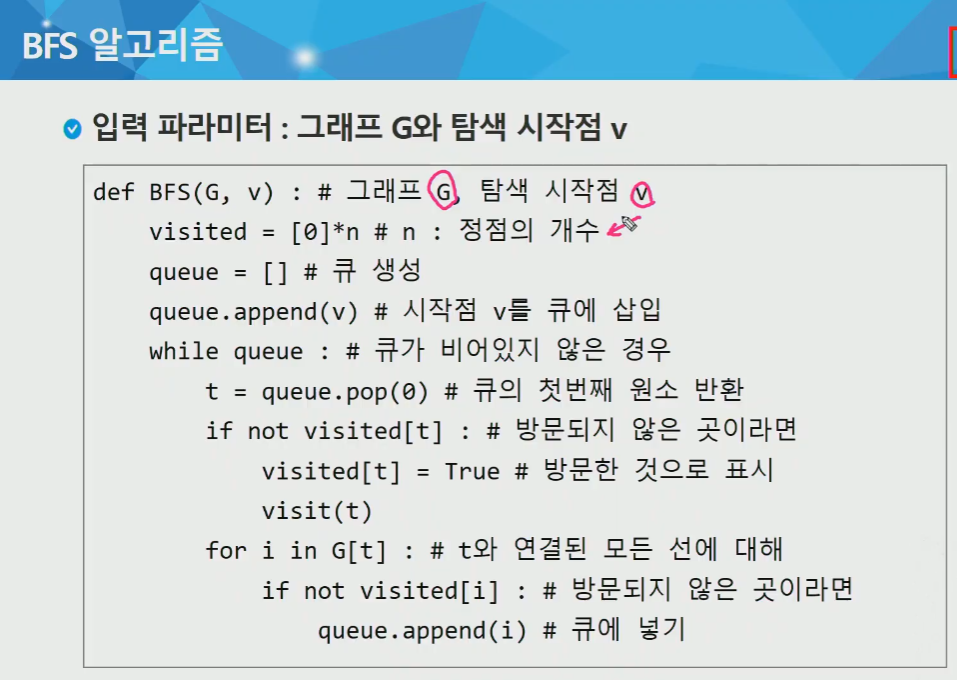 BFS 알고리즘
입력 파라미터 : 그래프 G와 탐색 시작점 v
def BFS(G, v) : # 그래프 G, 탐색 시작점 v
    visited = [0]*n # n : 정점의 개수
    queue = [] # 큐 생성
    queue.append(v) # 시작점 v를 큐에 삽입
    while queue : # 큐가 비어있지 않은 경우
        t = queue.pop(0) # 큐의 첫번째 원소 반환
        if not visited[t] : # 방문되지 않은 곳이라면
            visited[t] = True # 방문한 것으로 표시
            visit(t)
        for i in G[t] : # t와 연결된 모든 선에 대해
            if not visited[i] : # 방문되지 않은 곳이라면
                queue.append(i) # 큐에 넣기